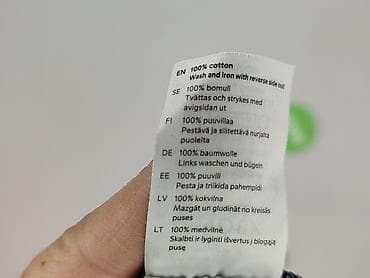 EN 100% cotton
Wash and iron with reverse side out
SE 100% bomull
Tvättas och strykes med
avigsidan ut
FI 100% puuvillaa
Pestävä ja silitettävä nurjalta
puolelta
DE 100% baumwolle
Links waschen und bügeln
EE 100% puuvill
Pesta ja triikida pahempidi
LV 100% kokvilna
Mazgāt un gludināt no kreisās
puses
LT 100% medvilnė
Skalbti ir lyginti išvertus į blogąją
pusę